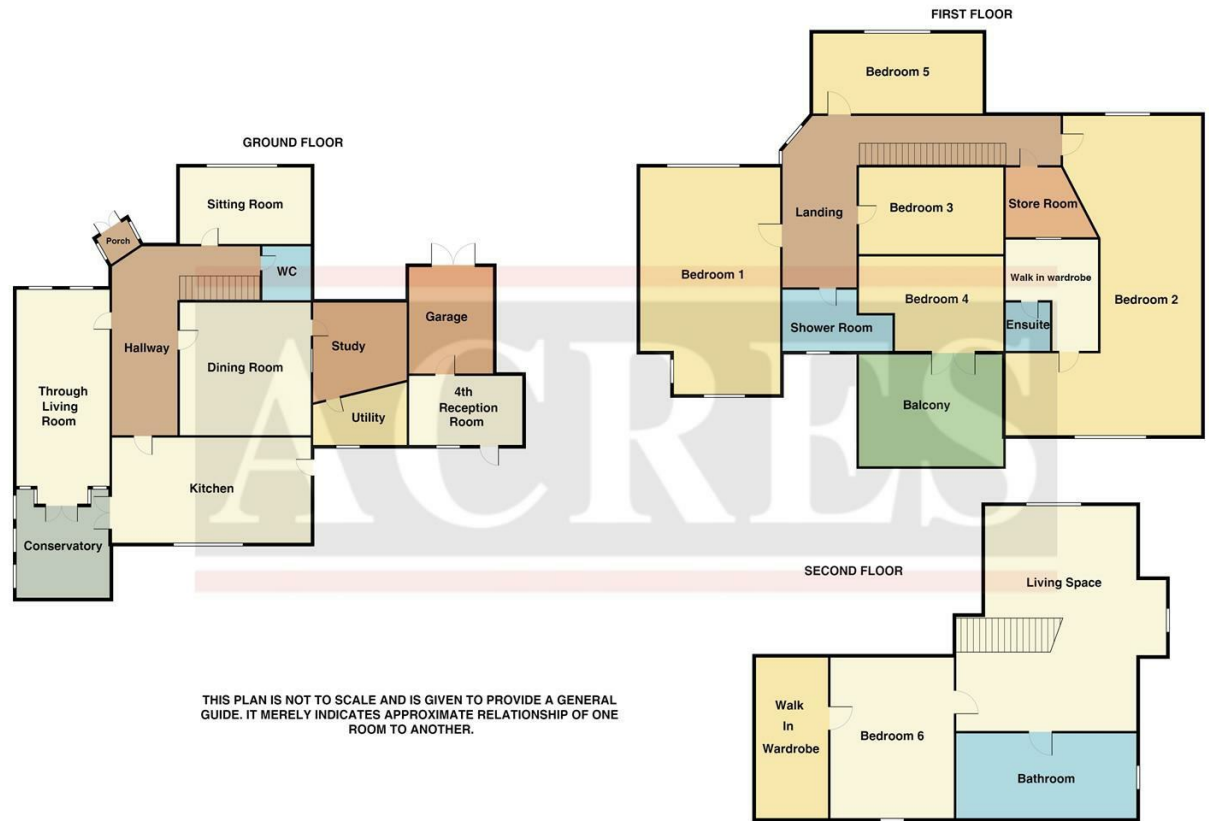 GROUND FLOOR
Sitting Room
Porch
WC
Hallway
Garage
Study
Dining Room
Through
Living
Room
4th
Reception
Room
Utility
Kitchen
Conservatory
FIRST FLOOR
Bedroom 5
Landing
Bedroom 3
Store Room
Bedroom 1
Walk in wardrobe
Bedroom 4
Bedroom 2
Shower Room
Ensuite
Balcony
ACRES
SECOND FLOOR
Living Space
Walk
In
Wardrobe
Bedroom 6
Bathroom
THIS PLAN IS NOT TO SCALE AND IS GIVEN TO PROVIDE A GENERAL
GUIDE. IT MERELY INDICATES APPROXIMATE RELATIONSHIP OF ONE
ROOM TO ANOTHER.